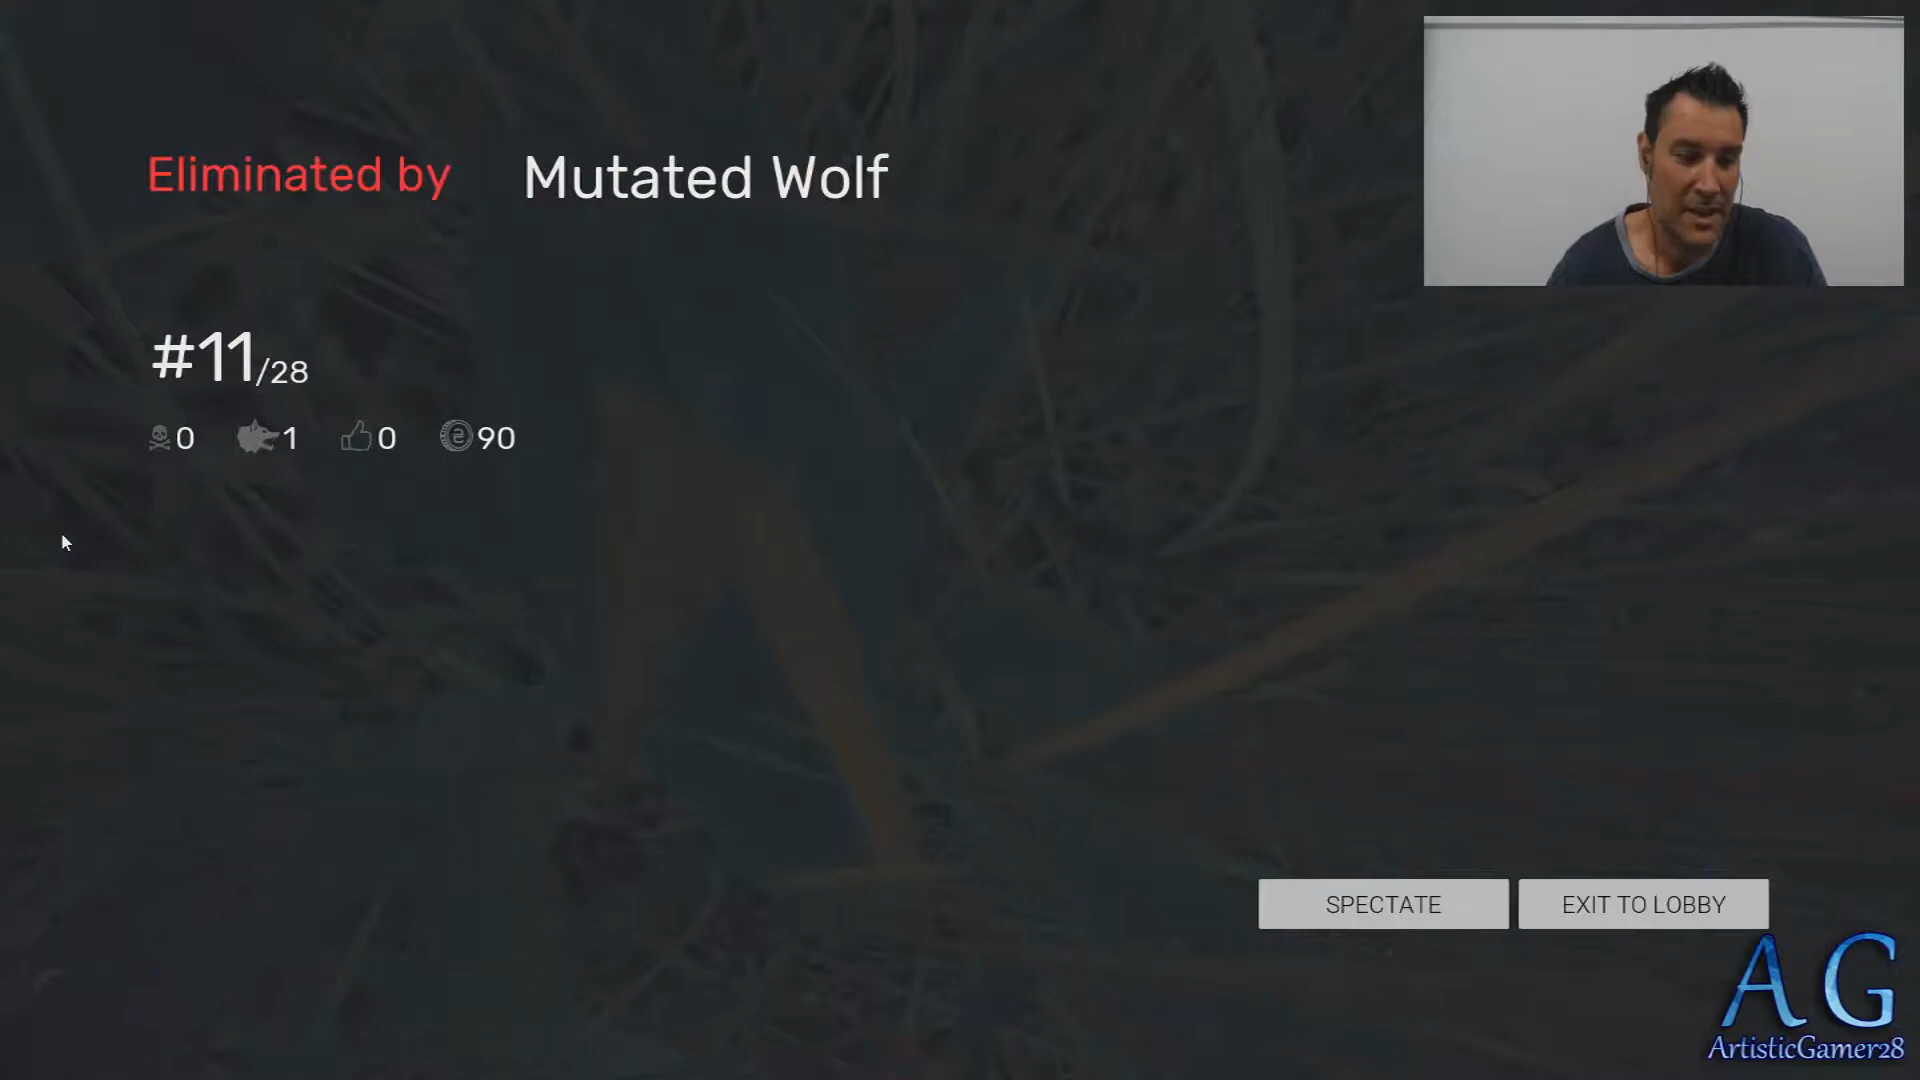 Eliminated by Mutated Wolf
#11/28
0 1 0 90
SPECTATE EXIT TO LOBBY
AG
ArtisticGamer28